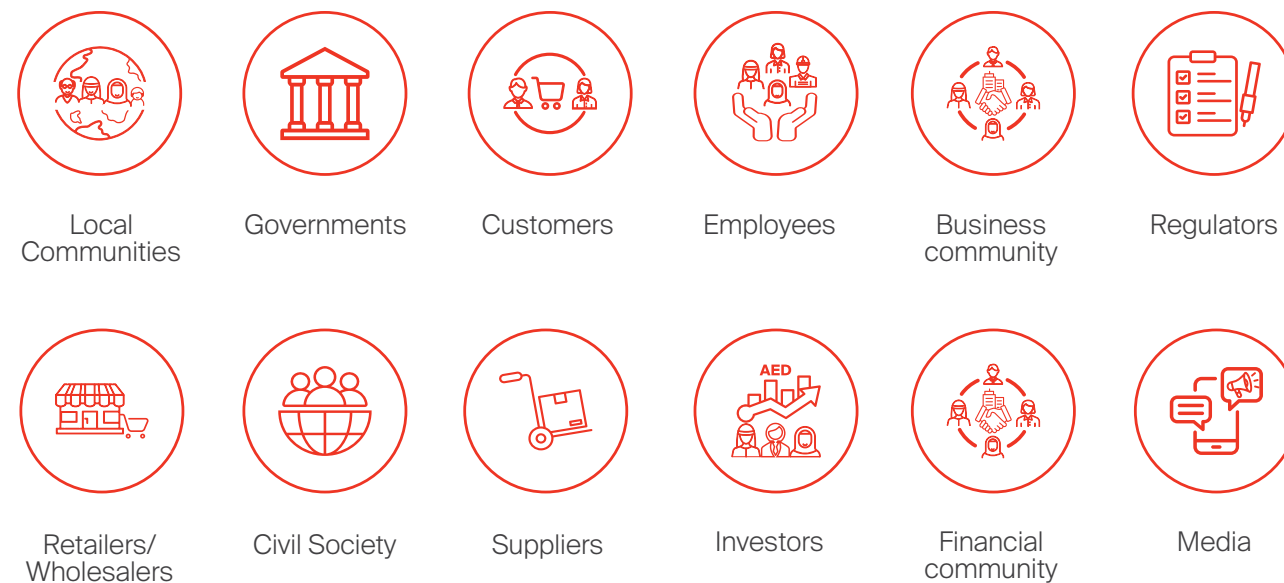 Local
Communities
Governments
Customers
Employees
Business
community
Regulators
AED
Retailers/
Wholesalers
Civil Society
Suppliers
Investors
Financial
community
Media